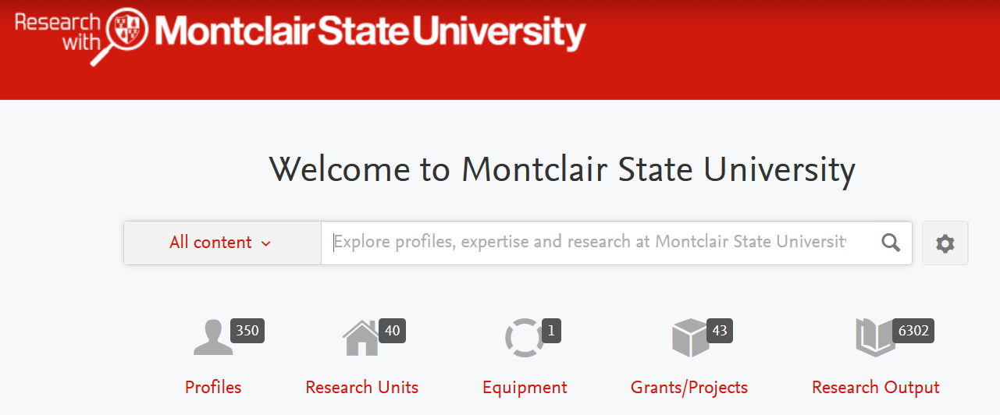 Research
with
Montclair State University
Welcome to Montclair State University
All content
Explore profiles, expertise and research at Montclair State University
350
40
1
43
6302
Profiles
Research Units
Equipment
Grants/Projects
Research Output